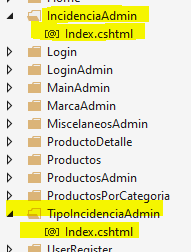 Home
IncidenciaAdmin
[@] Index.cshtml
Login
LoginAdmin
MainAdmin
MarcaAdmin
MiscelaneosAdmin
ProductoDetalle
Productos
ProductosAdmin
ProductosPorCategoria
TipoIncidenciaAdmin
[@] Index.cshtml
UserRegister